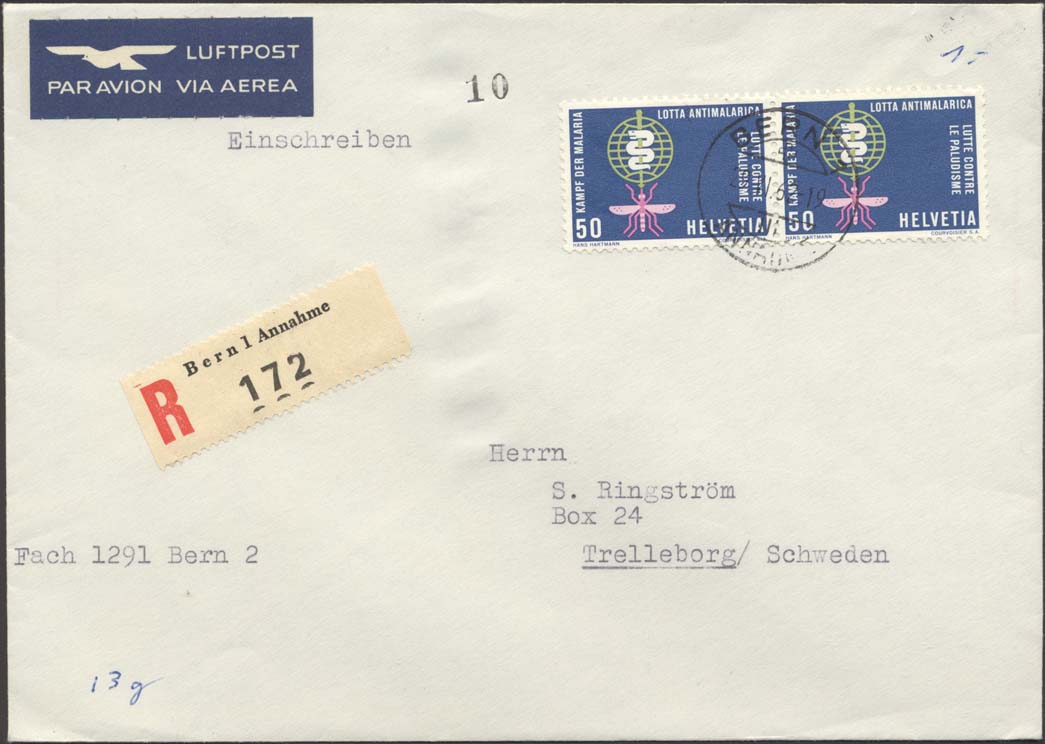 LUFTPOST
PAR AVION VIA AEREA
10
1.-
Einschreiben
KAMPF DER MALARIA
LOTTA ANTIMALARICA
LUTTE CONTRE
LE PALUDISME
50
HELVETIA
HANS HARTMANN
KAMPF DER MALARIA
LOTTA ANTIMALARICA
LUTTE CONTRE
LE PALUDISME
50
HELVETIA
HANS HARTMANN
COURVOISIER S.A.
BERN
Bern 1 Annahme
R
172
Herrn
S. Ringström
Box 24
Trelleborg/ Schweden
Fach 1291 Bern 2
13 g